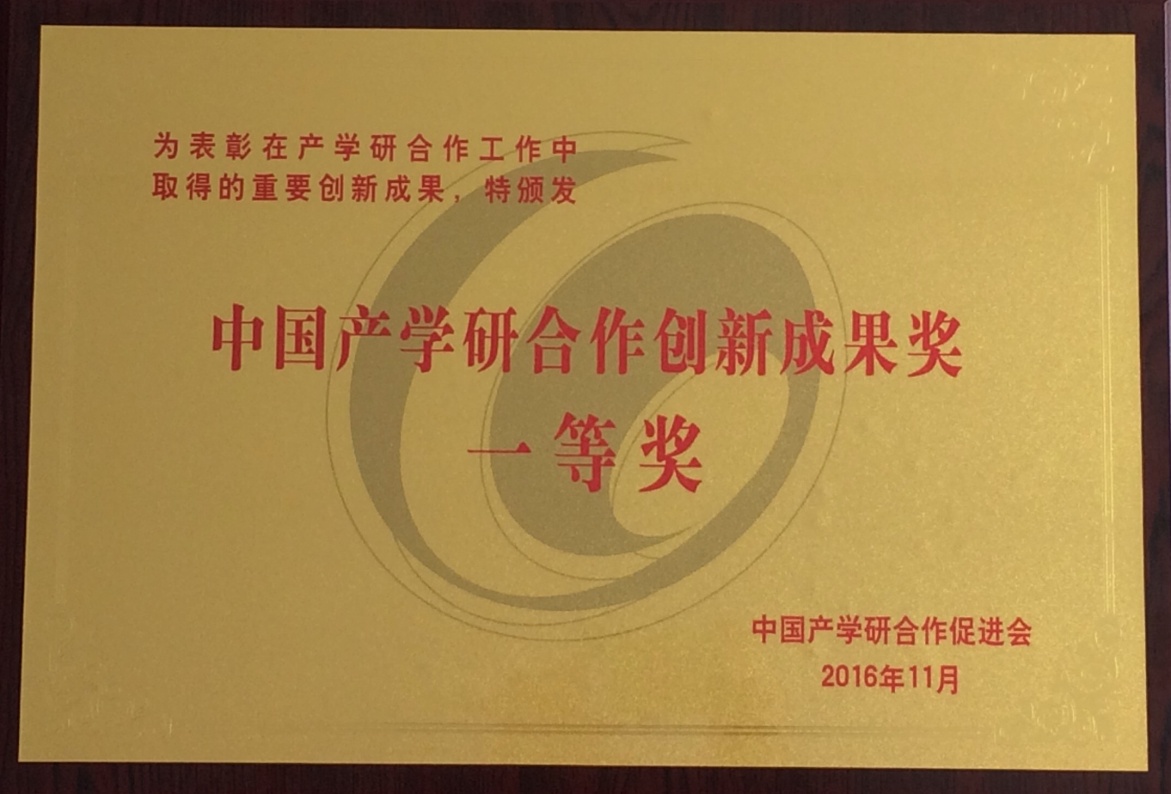 为表彰在产学研合作工作中
取得的重要创新成果，特颁发
中国产学研合作创新成果奖
一等奖
中国产学研合作促进会
2016年11月